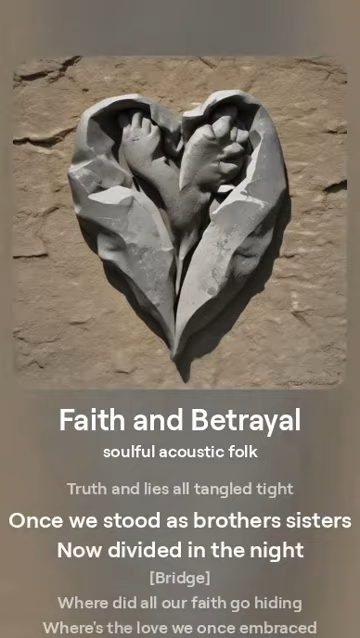 Faith and Betrayal
soulful acoustic folk
Truth and lies all tangled tight
Once we stood as brothers sisters
Now divided in the night
[Bridge]
Where did all our faith go hiding
Where's the love we once embraced